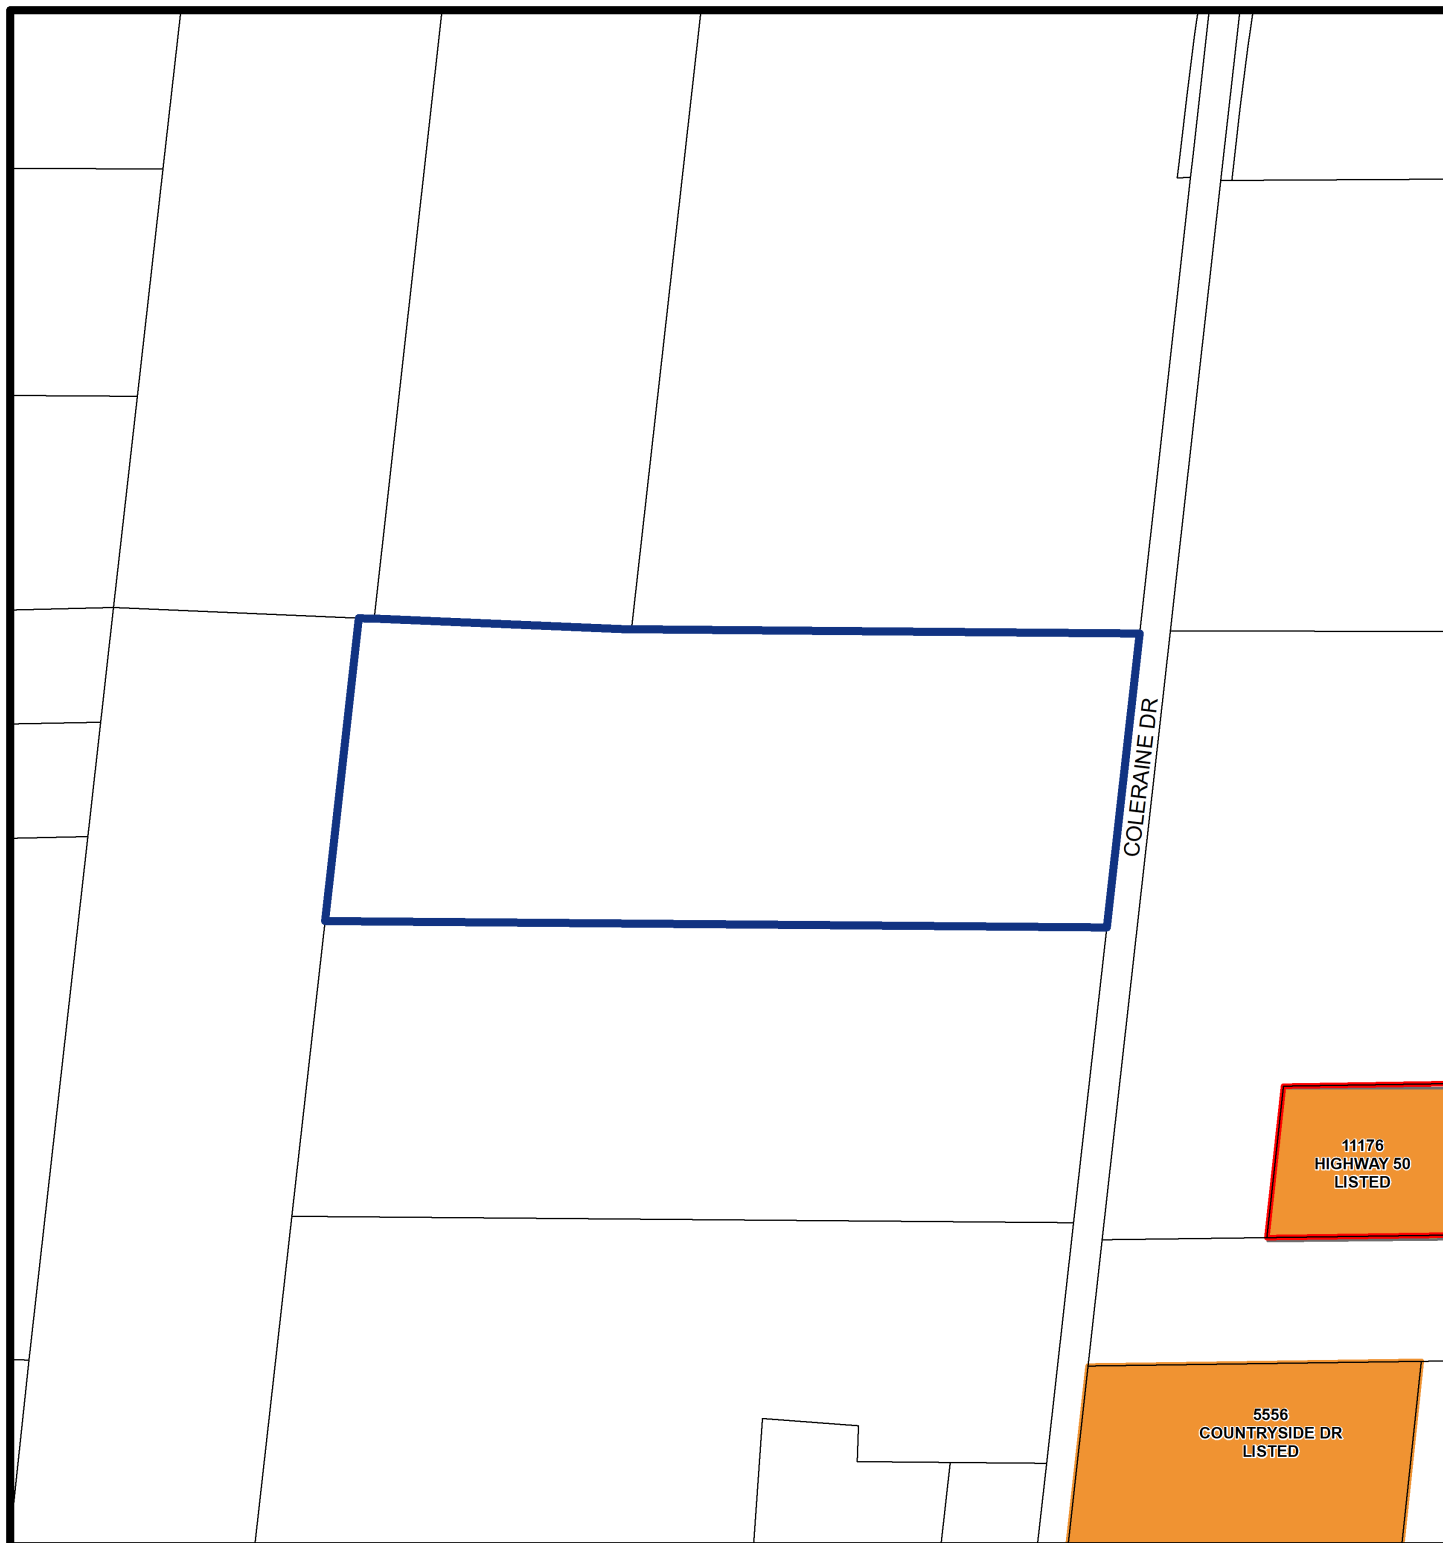 COLERAINE DR
11176
HIGHWAY 50
LISTED
5556
COUNTRYSIDE DR
LISTED